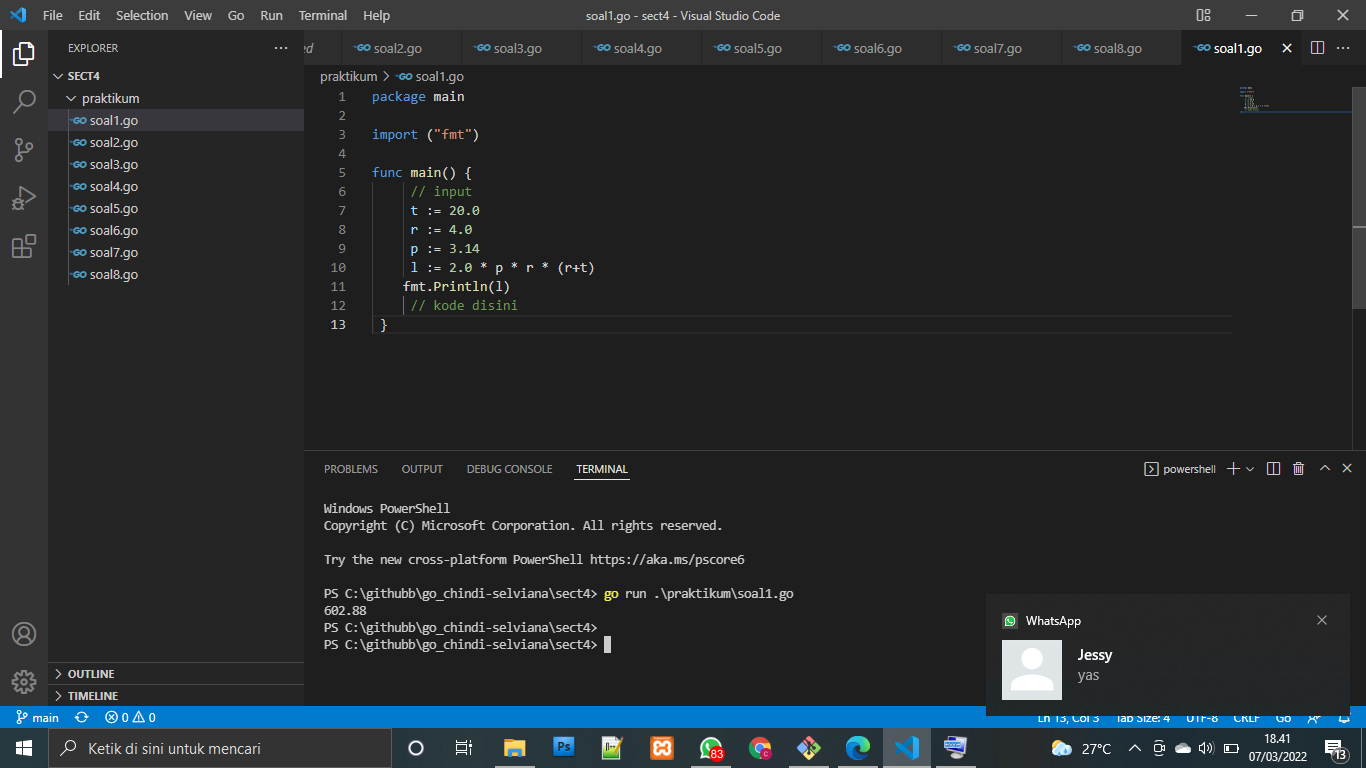 File Edit Selection View Go Run Terminal Help soal1.go - sect4 - Visual Studio Code
EXPLORER
SECT4
praktikum
soal1.go
soal2.go
soal3.go
soal4.go
soal5.go
soal6.go
soal7.go
soal8.go
OUTLINE
TIMELINE
ed soal2.go soal3.go soal4.go soal5.go soal6.go soal7.go soal8.go soal1.go
praktikum > soal1.go
1 package main
2
3 import ("fmt")
4
5 func main() {
6 // input
7 t := 20.0
8 r := 4.0
9 p := 3.14
10 l := 2.0 * p * r * (r+t)
11 fmt.Println(l)
12 // kode disini
13 }
PROBLEMS OUTPUT DEBUG CONSOLE TERMINAL powershell
Windows PowerShell
Copyright (C) Microsoft Corporation. All rights reserved.
Try the new cross-platform PowerShell https://aka.ms/pscore6
PS C:\githubb\go_chindi-selviana\sect4> go run .\praktikum\soal1.go
602.88
PS C:\githubb\go_chindi-selviana\sect4>
PS C:\githubb\go_chindi-selviana\sect4>
WhatsApp
Jessy
yas
main 0 0 Ln 13, Col 3 Tab Size: 4 UTF-8 CRLF Go
Ketik di sini untuk mencari
Ps
83
27°C
18.41
07/03/2022
13